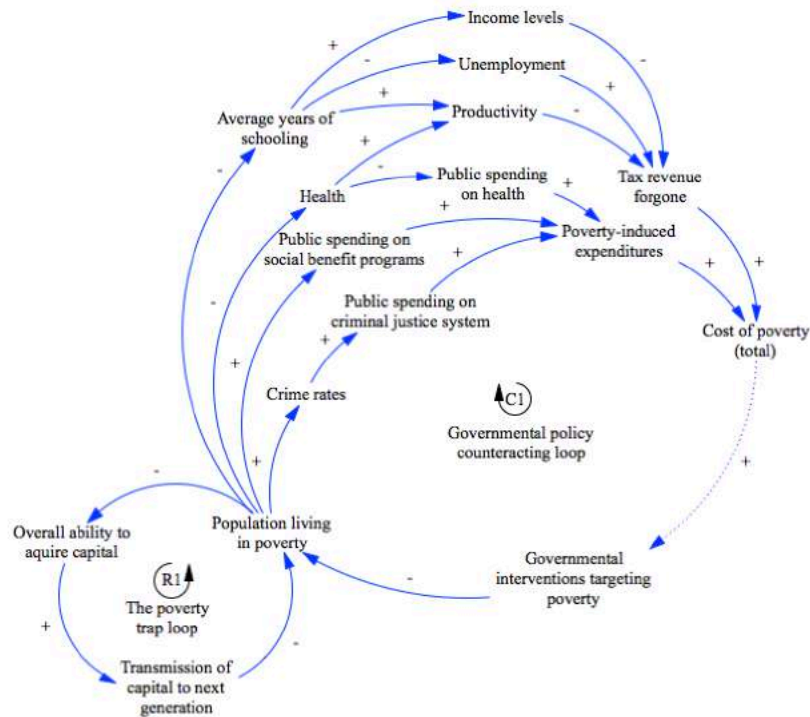 Income levels
Unemployment
Average years of
schooling
Productivity
Public spending
on health
Tax revenue
forgone
Health
Public spending on
social benefit programs
Poverty-induced
expenditures
Public spending on
criminal justice system
Cost of poverty
(total)
Crime rates
C1
Governmental policy
counteracting loop
Overall ability to
aquire capital
Population living
in poverty
Governmental
interventions targeting
poverty
R1
The poverty
trap loop
Transmission of
capital to next
generation
+
-
+
-
+
-
+
+
-
-
+
+
+
+
-
+
+
+
-
+
+
+
-
+
-
-